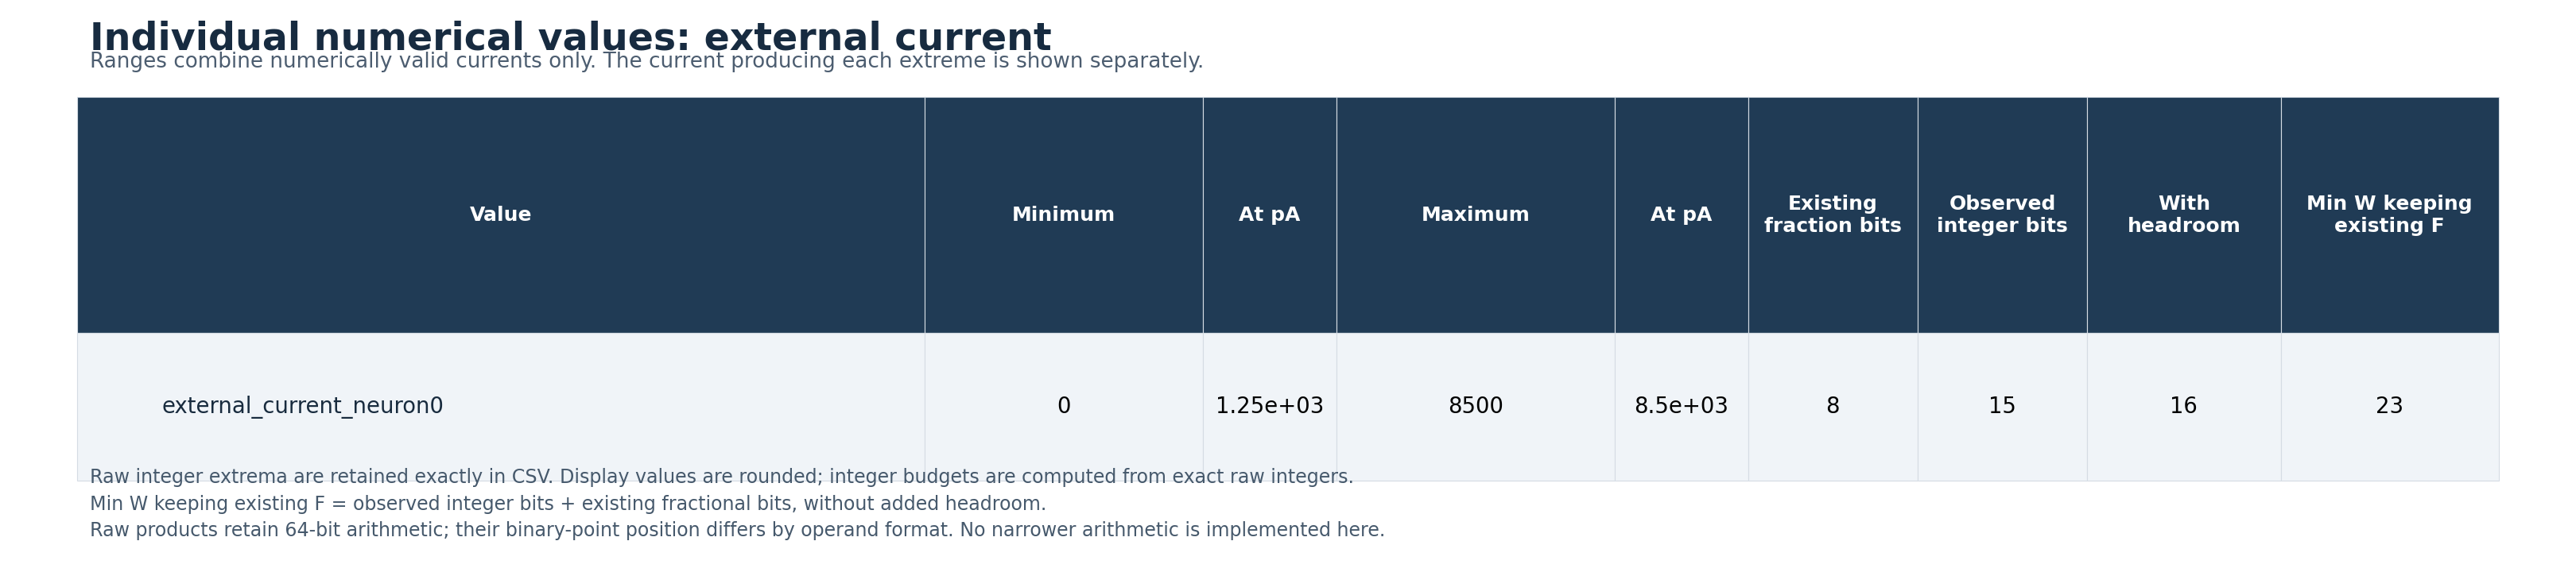 Individual numerical values: external current
Ranges combine numerically valid currents only. The current producing each extreme is shown separately.
Value Minimum At pA Maximum At pA Existing fraction bits Observed integer bits With headroom Min W keeping existing F
external_current_neuron0 0 1.25e+03 8500 8.5e+03 8 15 16 23
Raw integer extrema are retained exactly in CSV. Display values are rounded; integer budgets are computed from exact raw integers.
Min W keeping existing F = observed integer bits + existing fractional bits, without added headroom.
Raw products retain 64-bit arithmetic; their binary-point position differs by operand format. No narrower arithmetic is implemented here.